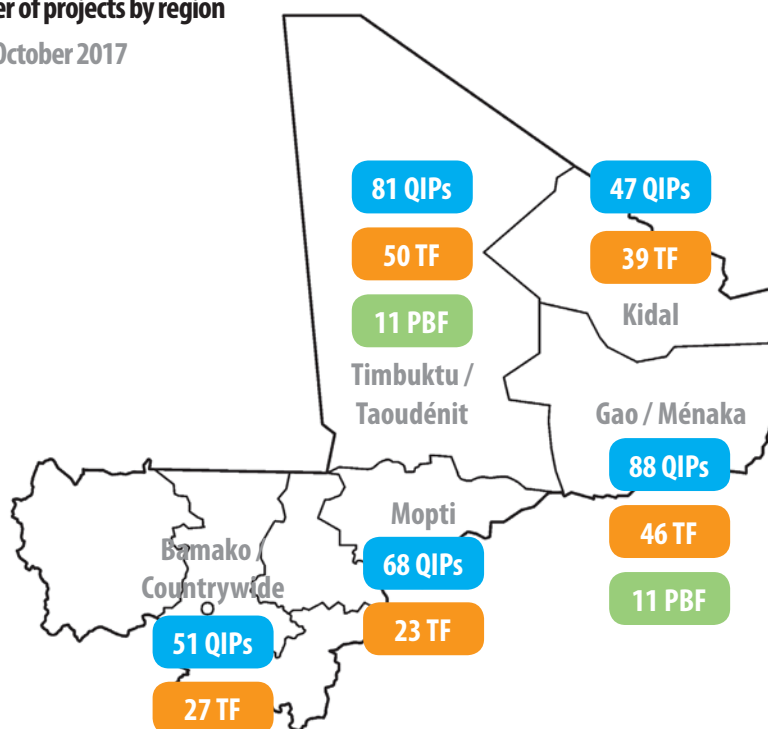 er of projects by region
October 2017
81 QIPs
50 TF
11 PBF
Timbuktu /
Taoudénit
47 QIPs
39 TF
Kidal
Gao / Ménaka
88 QIPs
46 TF
11 PBF
Mopti
68 QIPs
23 TF
Bamako /
Countrywide
51 QIPs
27 TF